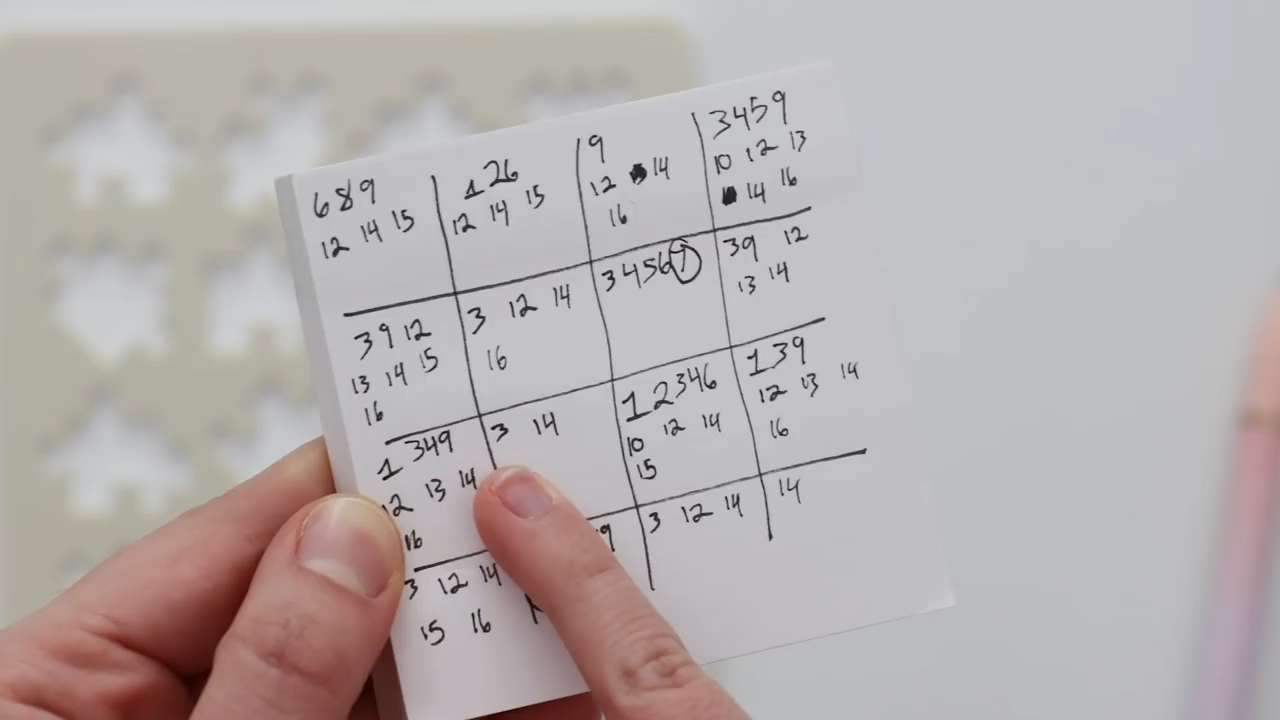 689
12 14 15
126
12 14 15
9
12 14
16
3459
10 12 13
14 16
39 12
13 14 15
16
3 12 14
16
34567
39 12
13 14
1 349
12 13 14
16
3 14
12346
10 12 14
15
139
12 13 14
16
3 12 14
15 16
9
3 12 14
14